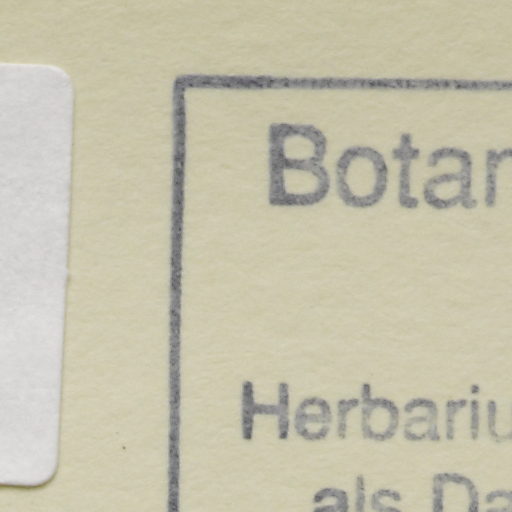 Botan
Herbariu
als Da